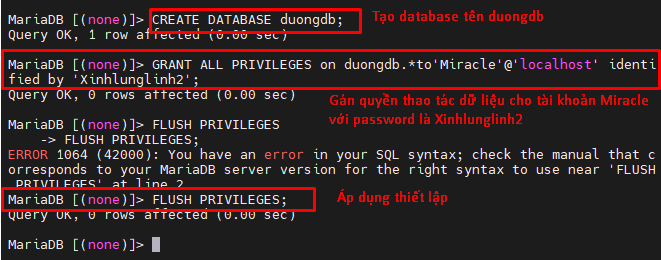 MariaDB [(none)]> CREATE DATABASE duongdb;
Tạo database tên duongdb
Query OK, 1 row affected (0.00 sec)
MariaDB [(none)]> GRANT ALL PRIVILEGES on duongdb.*to'Miracle'@'localhost' identi
fied by 'Xinhlunglinh2';
Query OK, 0 rows affected (0.00 sec)
Gán quyền thao tác dữ liệu cho tài khoản Miracle
với password là Xinhlunglinh2
MariaDB [(none)]> FLUSH PRIVILEGES
-> FLUSH PRIVILEGES;
ERROR 1064 (42000): You have an error in your SQL syntax; check the manual that c
orresponds to your MariaDB server version for the right syntax to use near 'FLUSH
PRIVILEGES' at line 2
MariaDB [(none)]> FLUSH PRIVILEGES;
Áp dụng thiết lập
Query OK, 0 rows affected (0.00 sec)
MariaDB [(none)]>